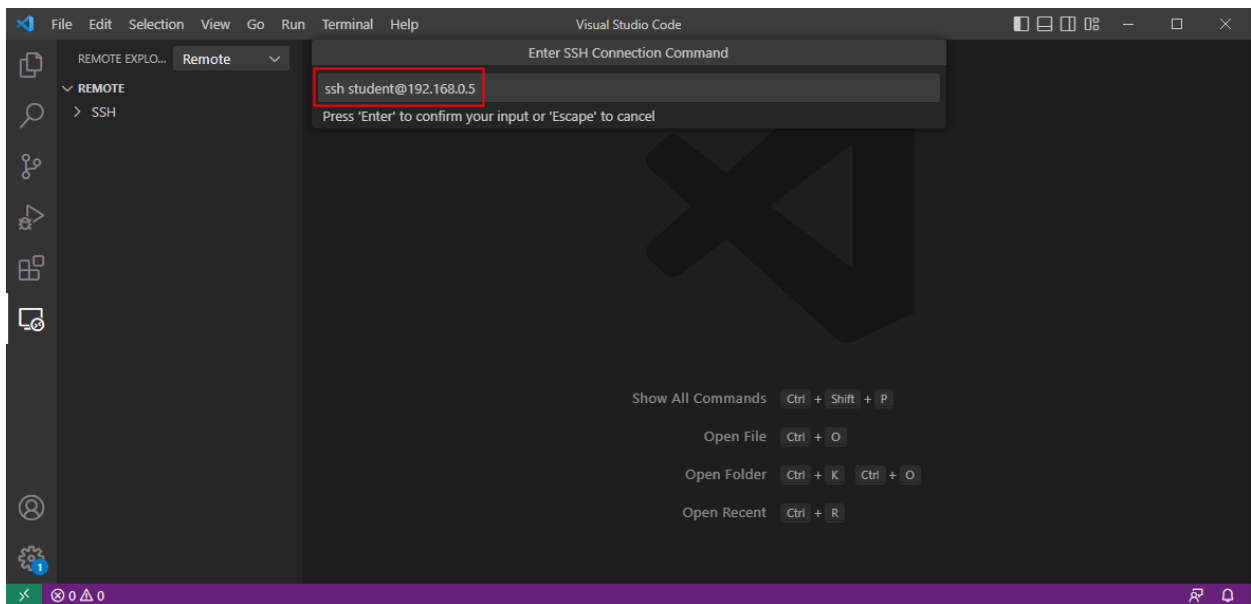 File Edit Selection View Go Run Terminal Help
Visual Studio Code
Enter SSH Connection Command
ssh student@192.168.0.5
Press 'Enter' to confirm your input or 'Escape' to cancel
REMOTE EXPLO... Remote
REMOTE
SSH
Show All Commands Ctrl + Shift + P
Open File Ctrl + O
Open Folder Ctrl + K Ctrl + O
Open Recent Ctrl + R
1
0 0